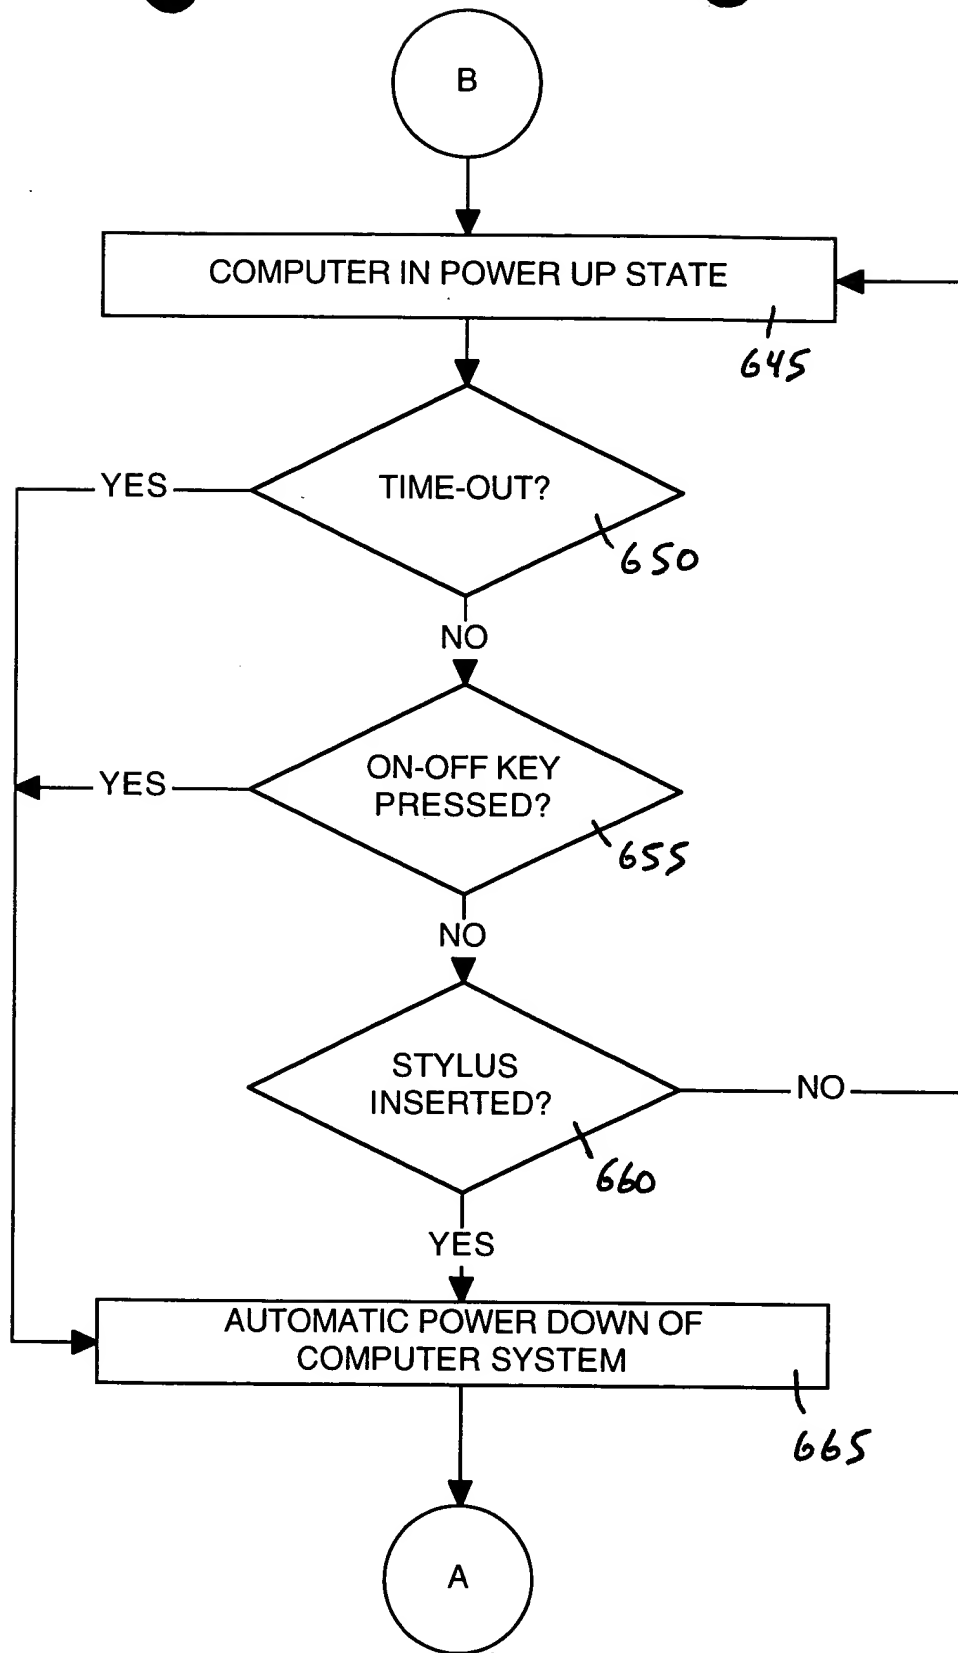 B
COMPUTER IN POWER UP STATE
645
YES
TIME-OUT?
650
NO
YES
ON-OFF KEY
PRESSED?
655
NO
STYLUS
INSERTED?
NO
660
YES
AUTOMATIC POWER DOWN OF
COMPUTER SYSTEM
665
A